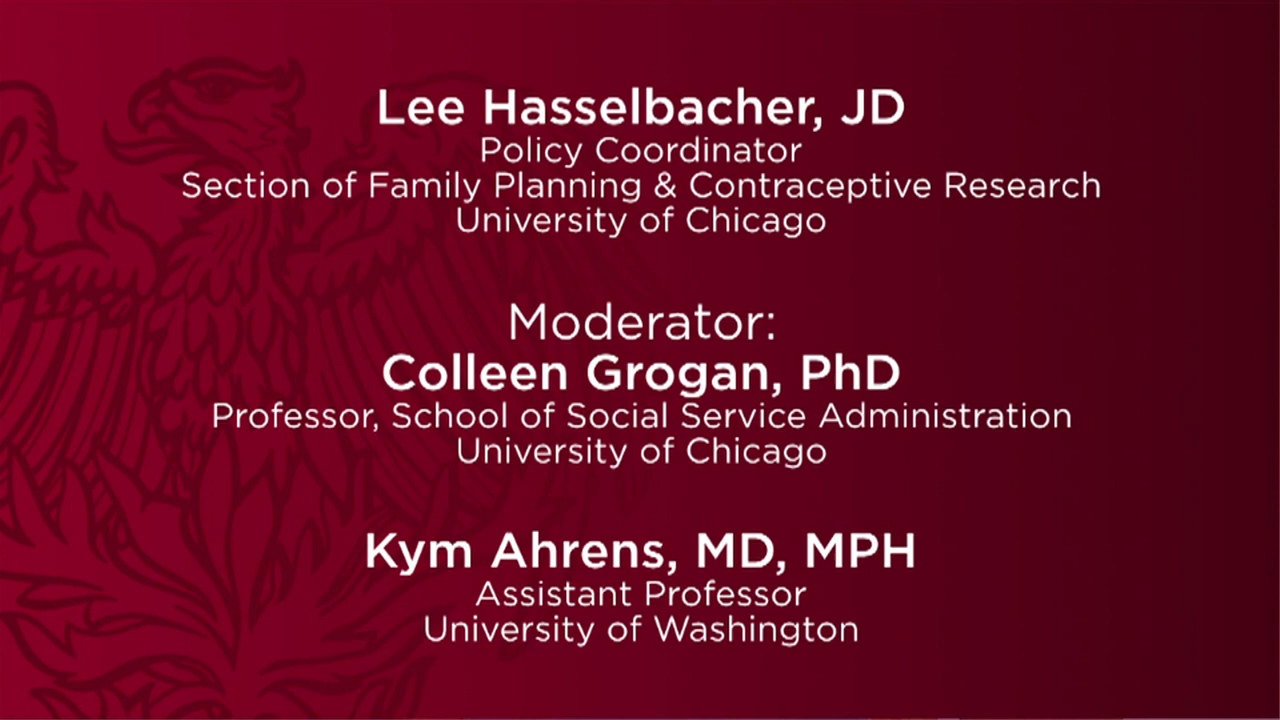 Lee Hasselbacher, JD
Policy Coordinator
Section of Family Planning & Contraceptive Research
University of Chicago
Moderator:
Colleen Grogan, PhD
Professor, School of Social Service Administration
University of Chicago
Kym Ahrens, MD, MPH
Assistant Professor
University of Washington